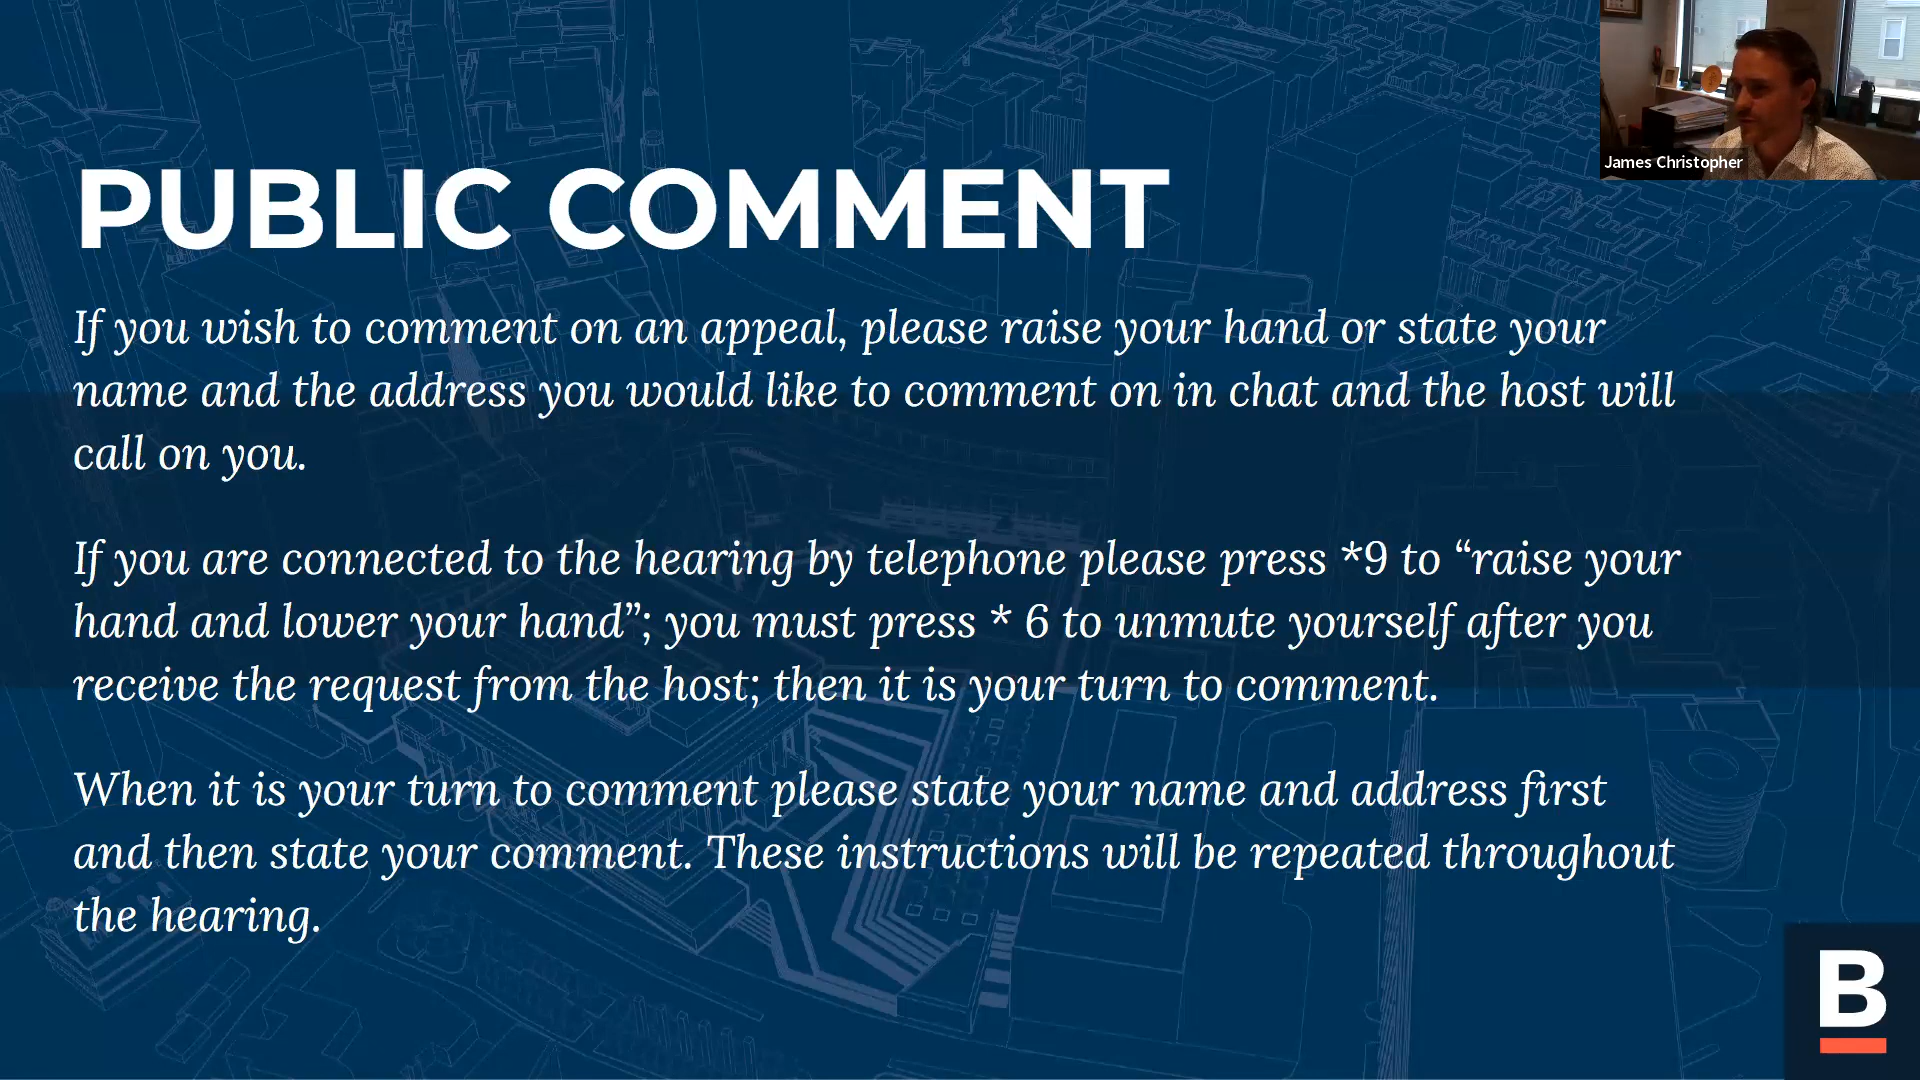 James Christopher
PUBLIC COMMENT
If you wish to comment on an appeal, please raise your hand or state your
name and the address you would like to comment on in chat and the host will
call on you.
If you are connected to the hearing by telephone please press *9 to “raise your
hand and lower your hand”; you must press * 6 to unmute yourself after you
receive the request from the host; then it is your turn to comment.
When it is your turn to comment please state your name and address first
and then state your comment. These instructions will be repeated throughout
the hearing.
B